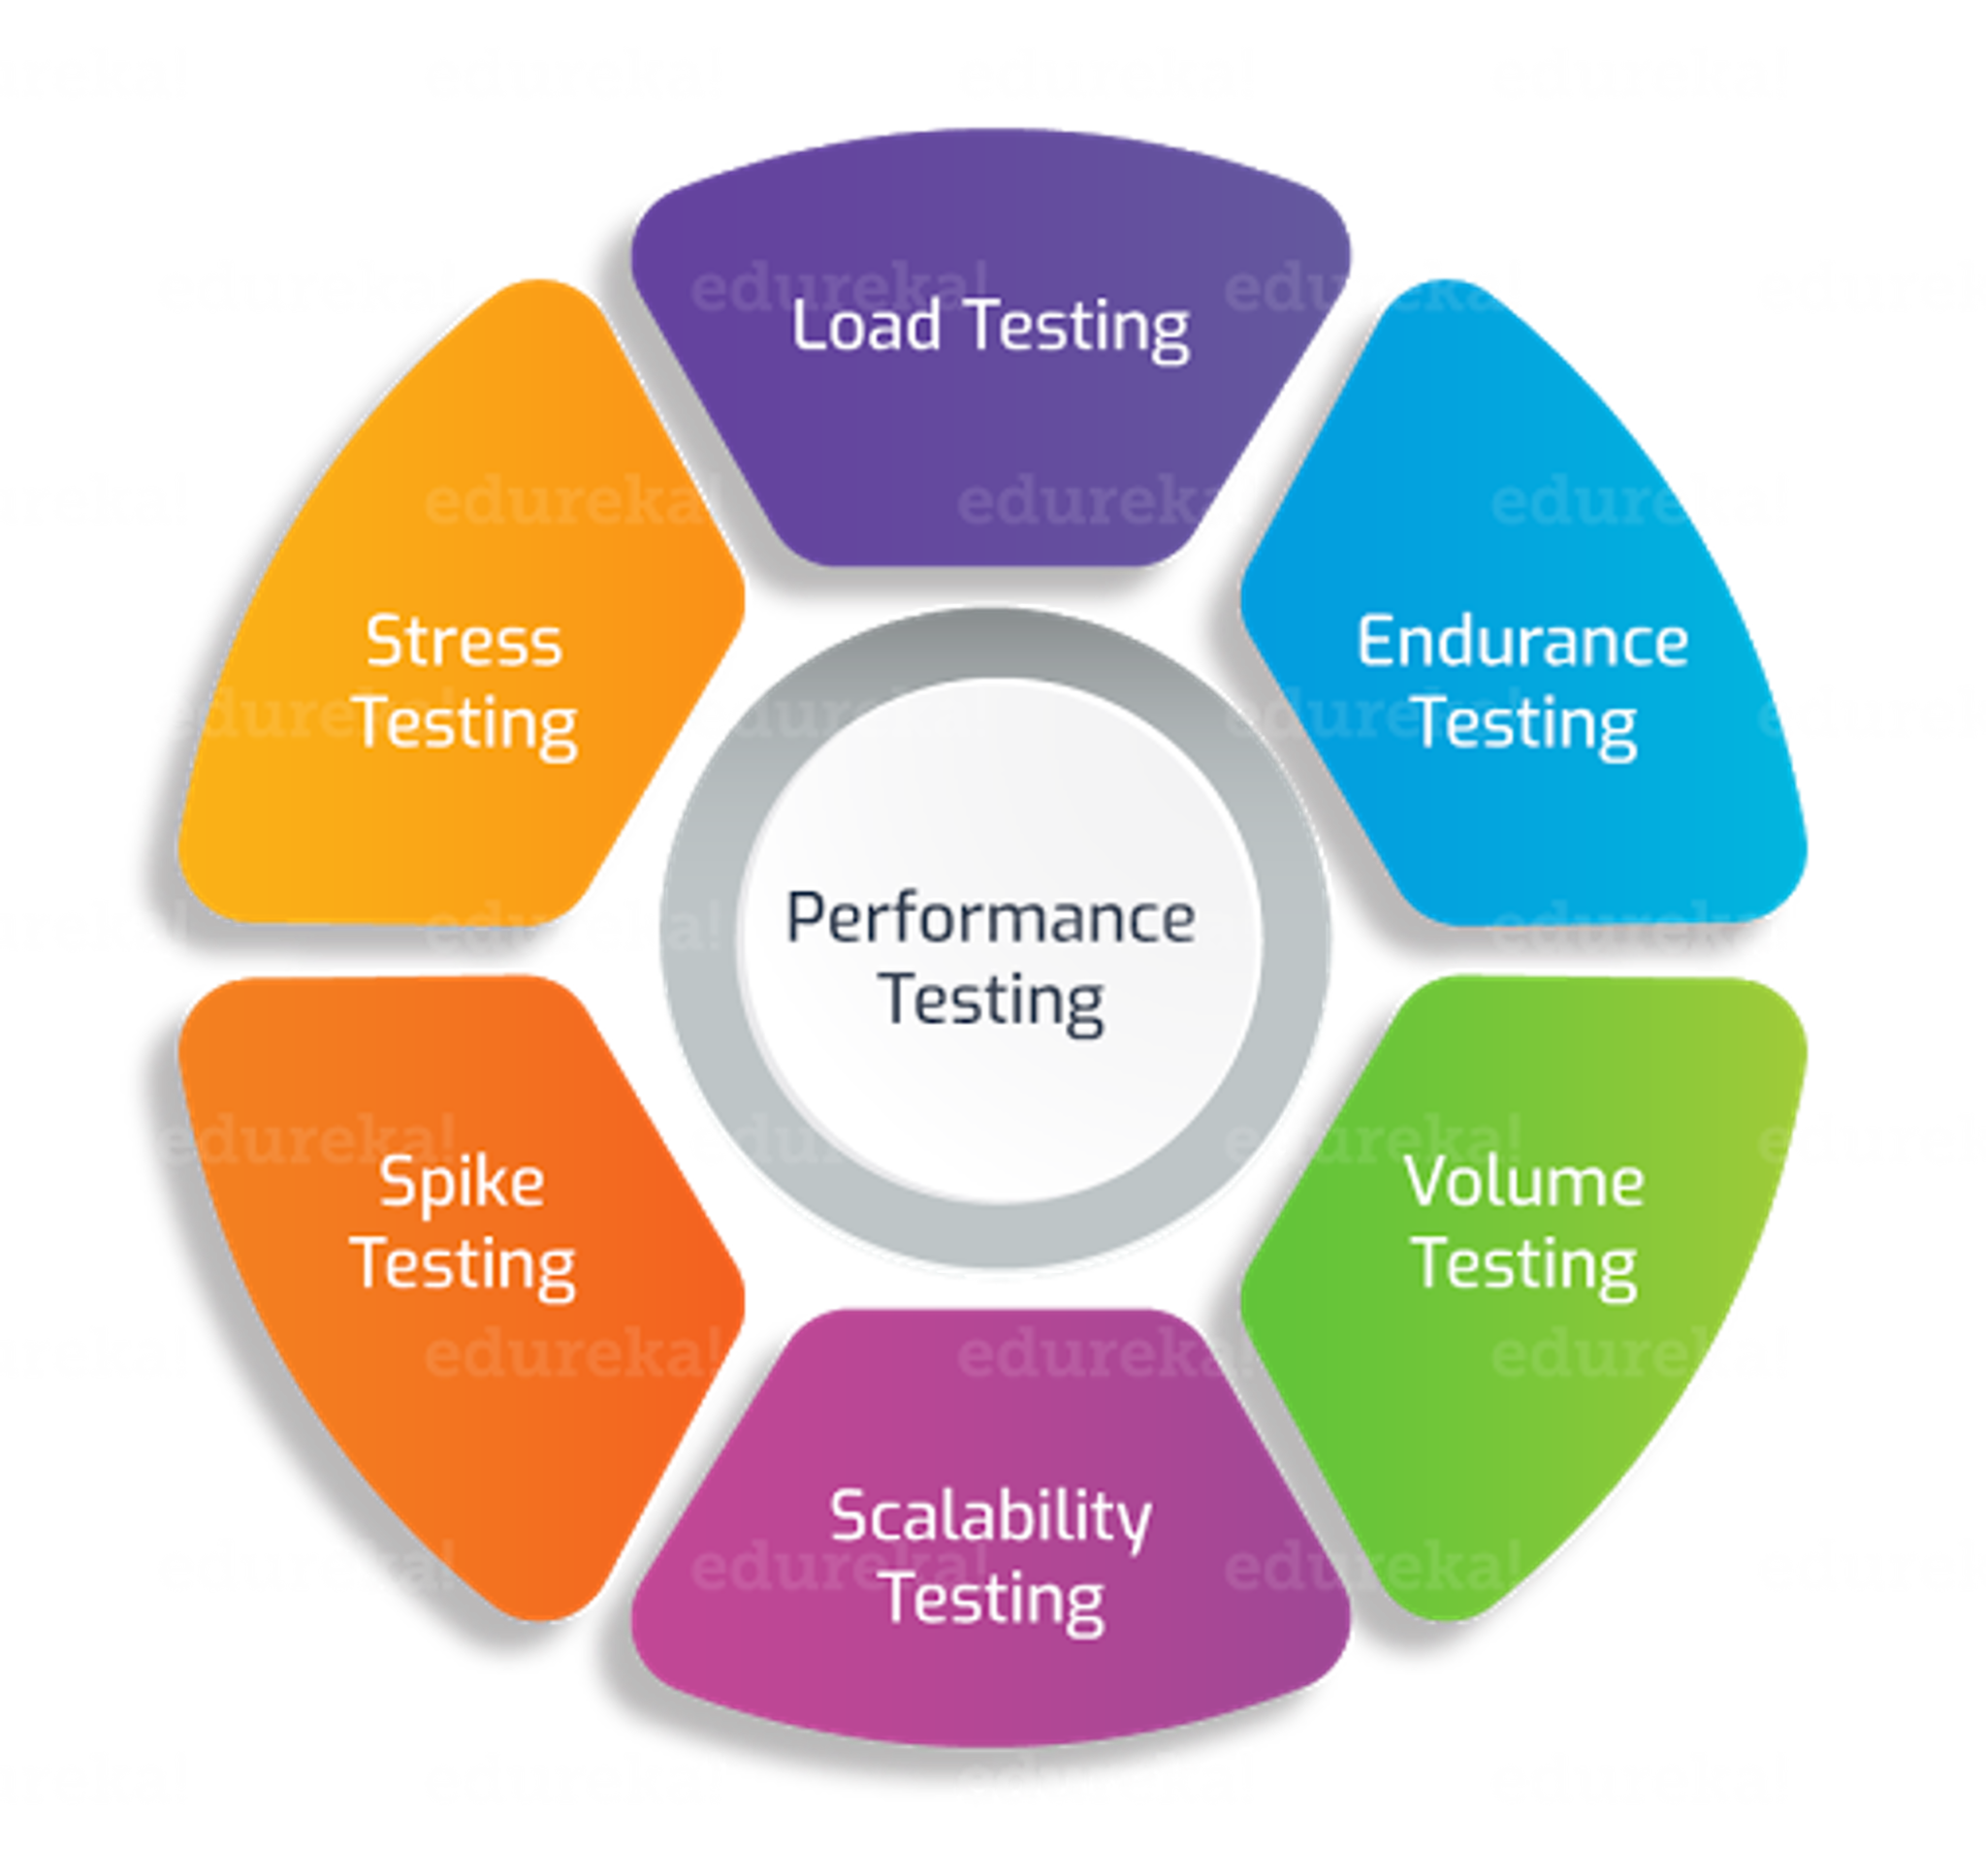 Load Testing
Endurance
Testing
Volume
Testing
Scalability
Testing
Spike
Testing
Stress
Testing
Performance
Testing
edureka!